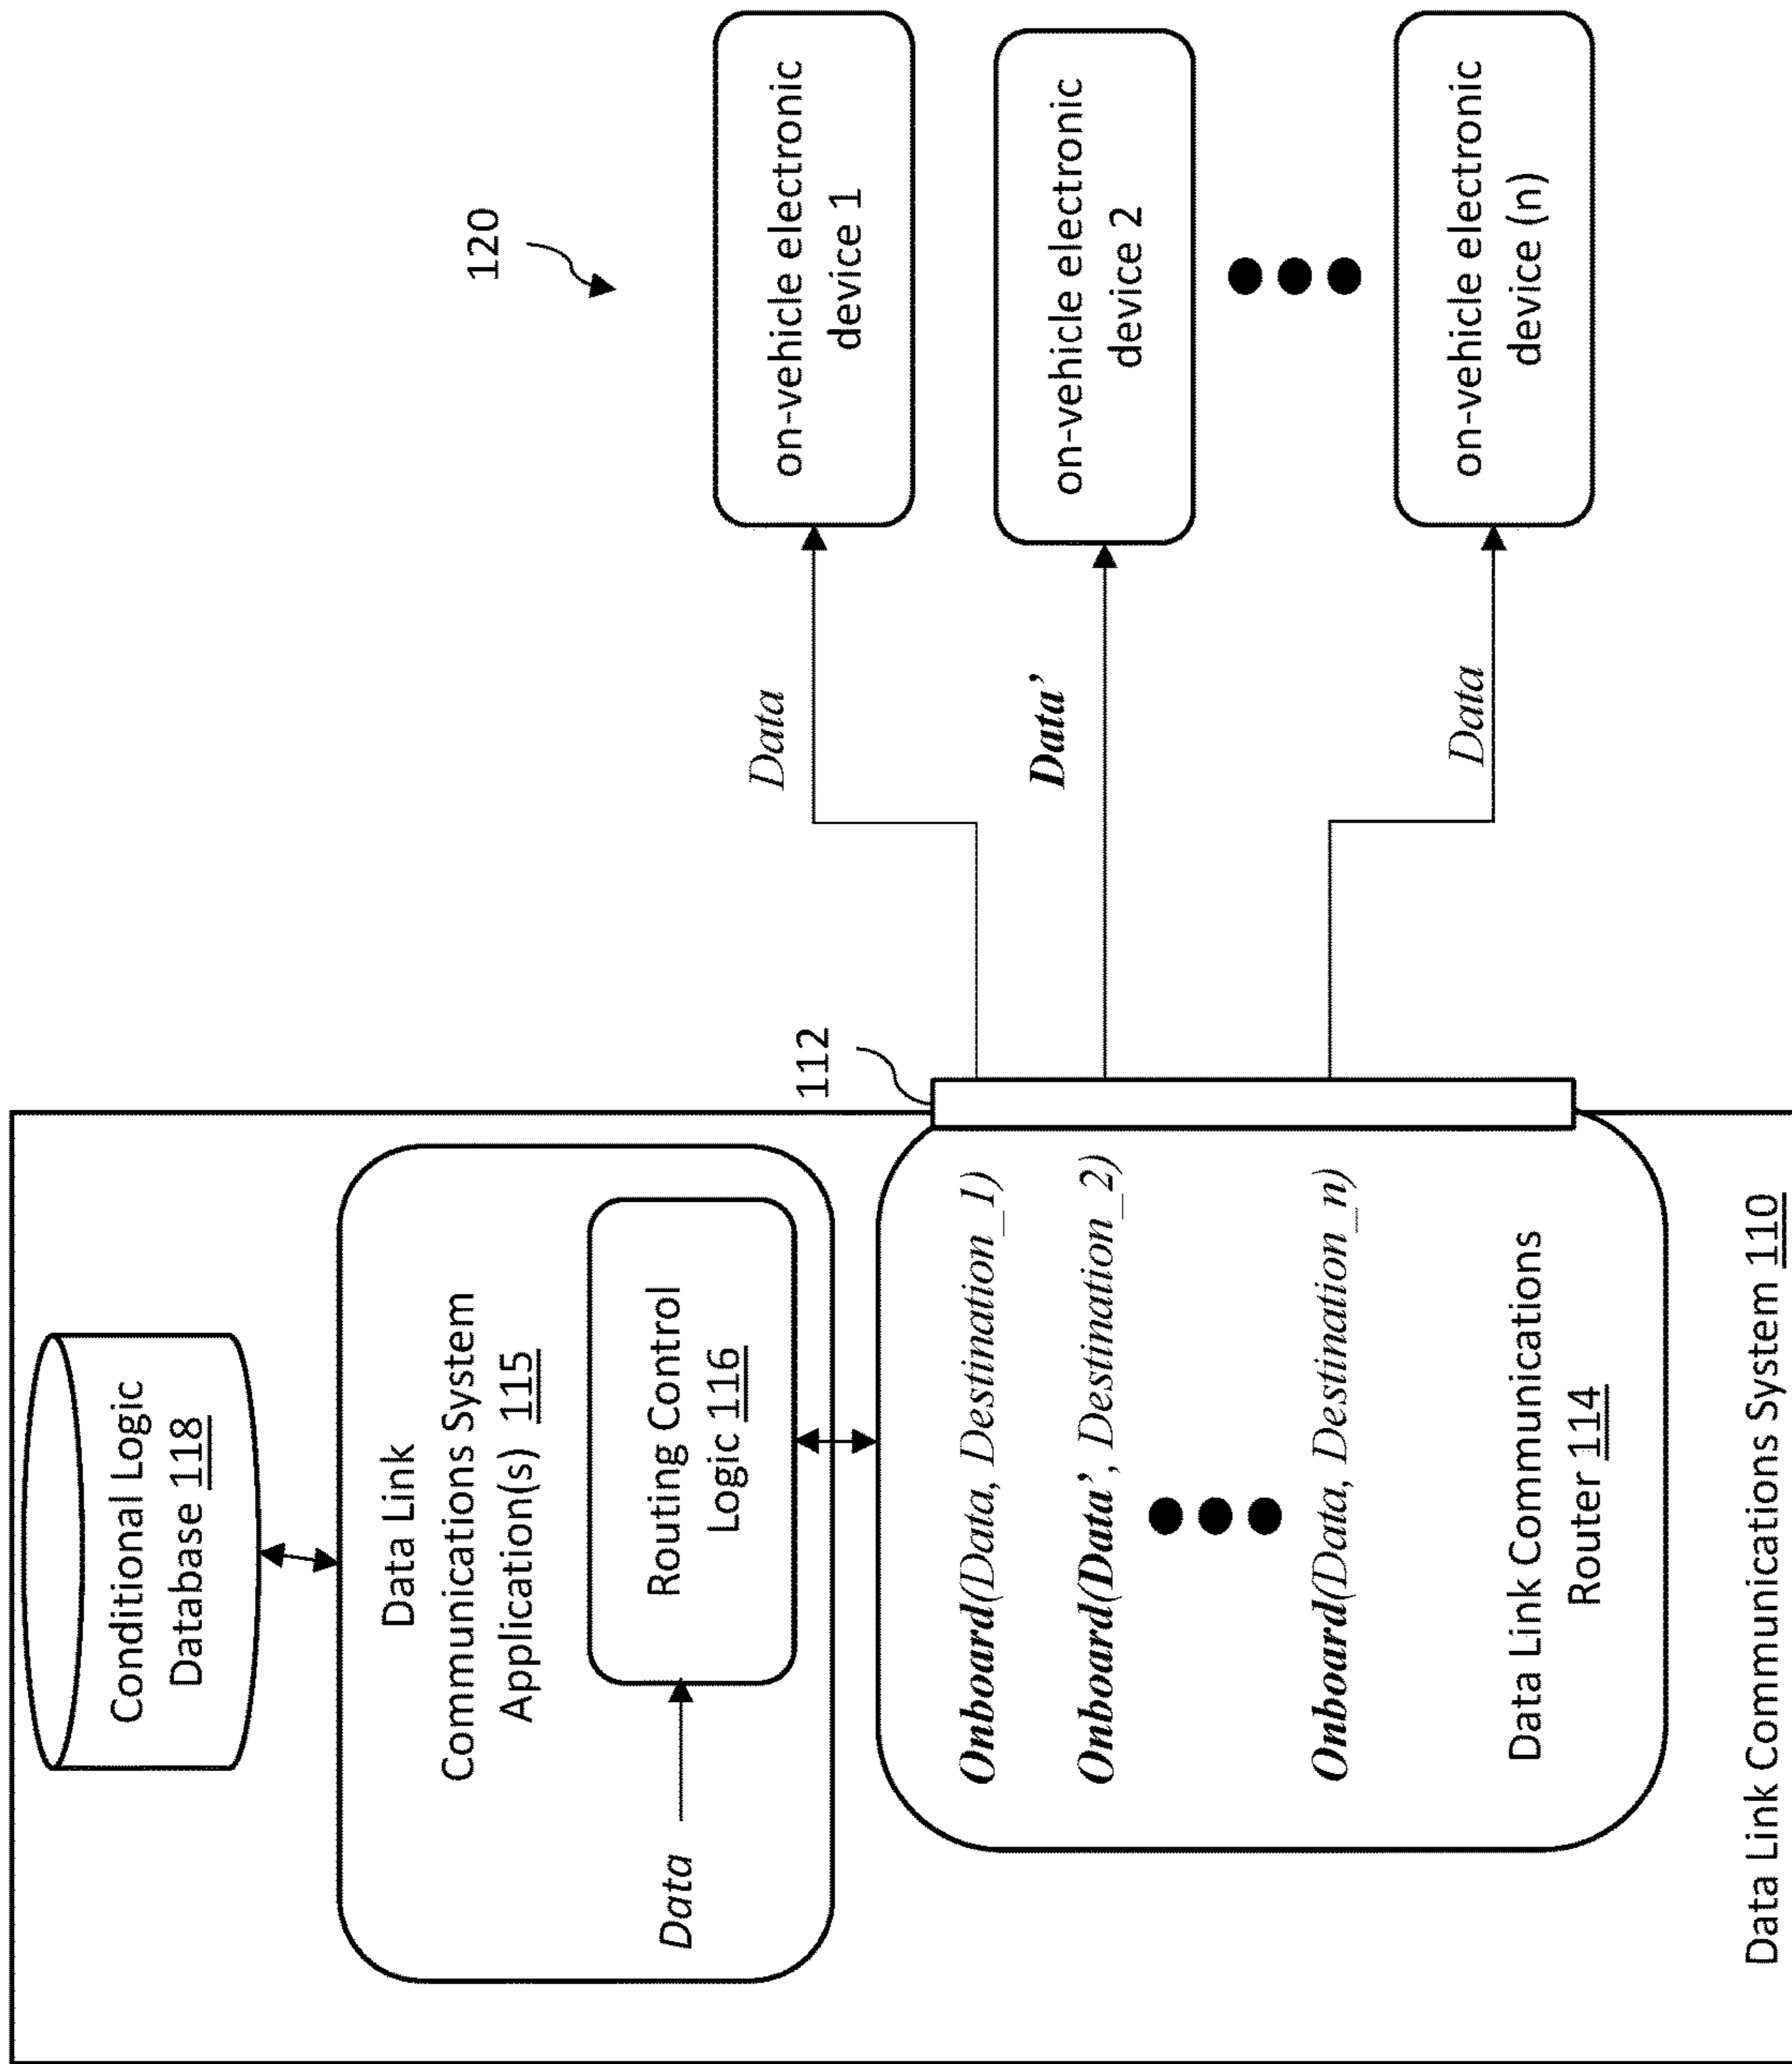 Conditional Logic
Database 118
Data Link
Communications System
Application(s) 115
Data
Routing Control
Logic 116
Onboard(Data, Destination_1)
Onboard(Data’, Destination_2)
Onboard(Data, Destination_n)
Data Link Communications
Router 114
Data Link Communications System 110
112
120
Data
on-vehicle electronic
device 1
Data’
on-vehicle electronic
device 2
Data
on-vehicle electronic
device (n)